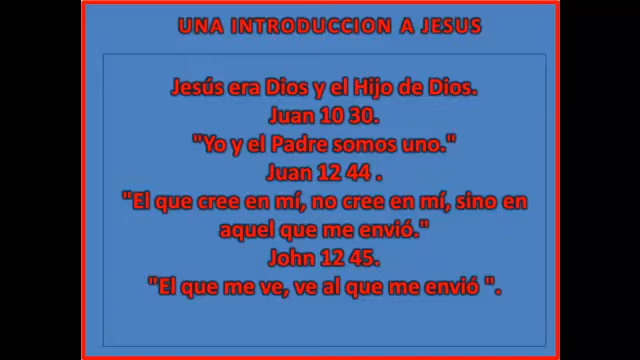 UNA INTRODUCCION A JESUS
Jesús era Dios y el Hijo de Dios.
Juan 10 30.
"Yo y el Padre somos uno."
Juan 12 44 .
"El que cree en mí, no cree en mí, sino en
aquel que me envió."
John 12 45.
"El que me ve, ve al que me envió ".